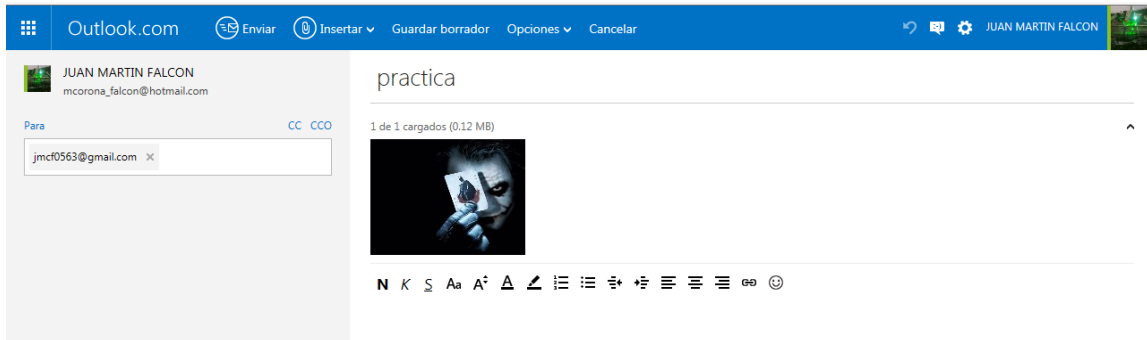 Outlook.com Enviar Insertar Guardar borrador Opciones Cancelar JUAN MARTIN FALCON
JUAN MARTIN FALCON
mcorona_falcon@hotmail.com
Para CC CCO
jmcf0563@gmail.com ×
practica
1 de 1 cargados (0.12 MB)
N K S Aa A A